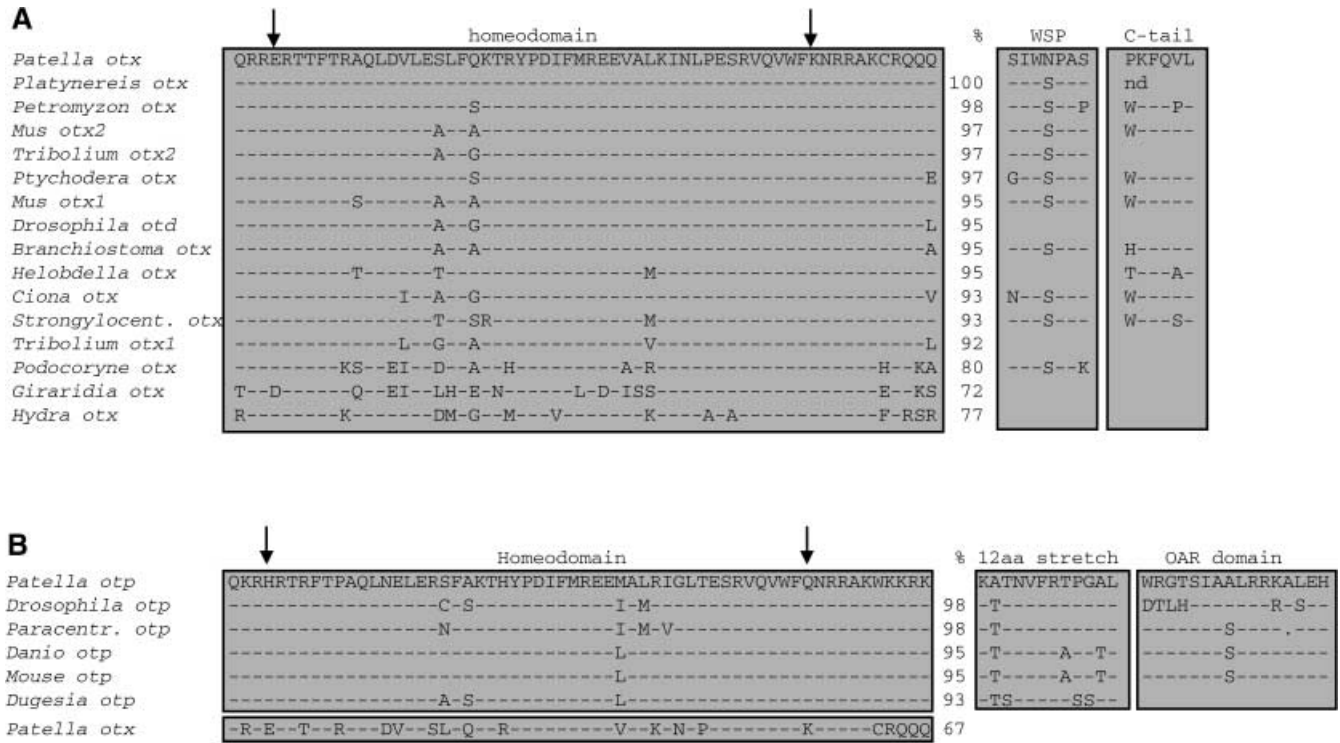 A
homeodomain % WSP C-tail
Patella otx QRRERTTFTRAQLDVLESLFQKTRYPDIFMREEVALKINLPESRVQVWFKNRRAKCRQQQ SIWNPAS PKFQVL
Platynereis otx ------------------------------------------------------------ 100 ---S--- nd
Petromyzon otx --------------------S--------------------------------------- 98 ---S--P W---P-
Mus otx2 -----------------A--A--------------------------------------- 97 ---S--- W-----
Tribolium otx2 -----------------A--G--------------------------------------- 97 ---S---
Ptychodera otx --------------------S--------------------------------------E 97 G--S--- W-----
Mus otx1 ----------S------A--A--------------------------------------- 95 ---S--- W-----
Drosophila otd -----------------A--G--------------------------------------L 95
Branchiostoma otx -----------------A--A--------------------------------------A 95 ---S--- H-----
Helobdella otx ----------T------T-----------------M------------------------ 95 ------- T---A-
Ciona otx --------------I--A--G--------------------------------------V 93 N--S--- W-----
Strongylocent. otx -----------------T--SR-------------M------------------------ 93 ---S--- W---S-
Tribolium otx1 --------------L--G--A--------------V-----------------------L 92
Podocoryne otx ---------KS--EI--D--A--H---------A-R-------------------H--KA 80 ---S--K
Giraridia otx T--D------Q--EI--LH-E-N------L-D-ISS-------------------E--KS 72
Hydra otx R--------K-------DM-G--M---V-------K----A-A------------F-RSR 77
B
Homeodomain % 12aa stretch OAR domain
Patella otp QKRHRTRFTPAQLNELERSFAKTHYPDIFMREEMALRIGLTESRVQVWFQNRRAKWKKRK KATNVFRTPGAL WRGTSIAALRRKALEH
Drosophila otp ------------------C-S------------I-M------------------------ 98 -T---------- DTLH-------R-S--
Paracentr. otp ------------------N--------------I-M-V---------------------- 98 -T---------- -------S----.---
Danio otp ---------------------------------L-------------------------- 95 -T-----A--T- -------S--------
Mouse otp ---------------------------------L-------------------------- 95 -T-----A--T- -------S--------
Dugesia otp ------------------A-S------------L-------------------------- 93 -TS----PS---
Patella otx -R-E--T--R---DV--SL-Q--R---------V--K-N-P--------K-----CRQQQ 67